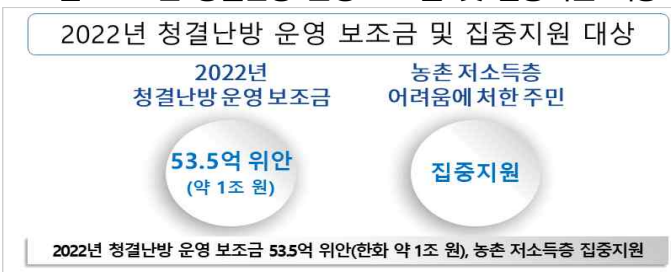 2022년 청결난방 운영 보조금 및 집중지원 대상
2022년
청결난방 운영 보조금
농촌 저소득층
어려움에 처한 주민
53.5억 위안
(약 1조 원)
집중지원
2022년 청결난방 운영 보조금 53.5억 위안(한화 약 1조 원), 농촌 저소득층 집중지원